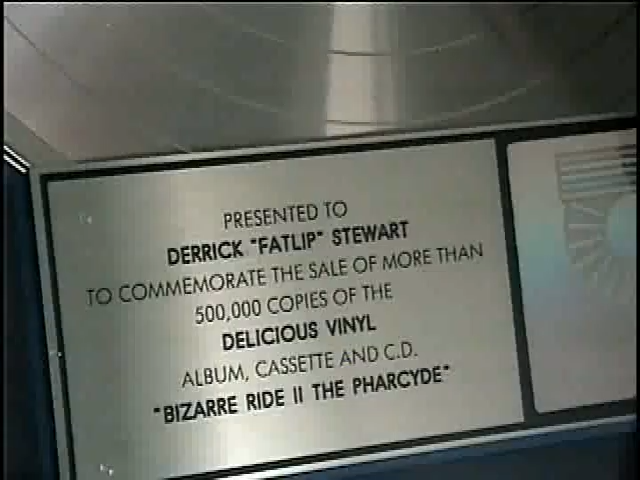 PRESENTED TO
DERRICK "FATLIP" STEWART
TO COMMEMORATE THE SALE OF MORE THAN
500,000 COPIES OF THE
DELICIOUS VINYL
ALBUM, CASSETTE AND C.D.
"BIZARRE RIDE II THE PHARCYDE"